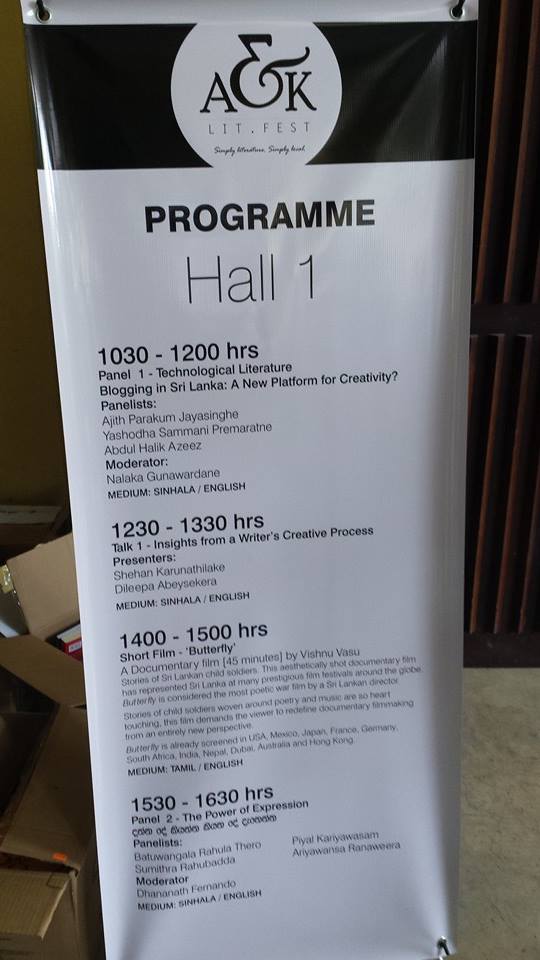 A&K
LIT.FEST
Simply literature. Simply local.
PROGRAMME
Hall 1
1030 - 1200 hrs
Panel 1 - Technological Literature
Blogging in Sri Lanka: A New Platform for Creativity?
Panelists:
Ajith Parakum Jayasinghe
Yashodha Sammani Premaratne
Abdul Halik Azeez
Moderator:
Nalaka Gunawardane
MEDIUM: SINHALA / ENGLISH
1230 - 1330 hrs
Talk 1 - Insights from a Writer's Creative Process
Presenters:
Shehan Karunathilake
Dileepa Abeysekera
MEDIUM: SINHALA / ENGLISH
1400 - 1500 hrs
Short Film - 'Butterfly'
A Documentary film [45 minutes] by Vishnu Vasu
Stories of Sri Lankan child soldiers. This aesthetically shot documentary film
has represented Sri Lanka at many prestigious film festivals around the globe.
Butterfly is considered the most poetic war film by a Sri Lankan director.
Stories of child soldiers woven around poetry and music are so heart
touching, this film demands the viewer to redefine documentary filmmaking
from an entirely new perspective.
Butterfly is already screened in USA, Mexico, Japan, France, Germany,
South Africa, India, Nepal, Dubai, Australia and Hong Kong.
MEDIUM: TAMIL / ENGLISH
1530 - 1630 hrs
Panel 2 - The Power of Expression
Panelists:
Batuwangala Rahula Thero
Sumithra Rahubadda
Piyal Kariyawasam
Ariyawansa Ranaweera
Moderator
Dhananath Fernando
MEDIUM: SINHALA / ENGLISH